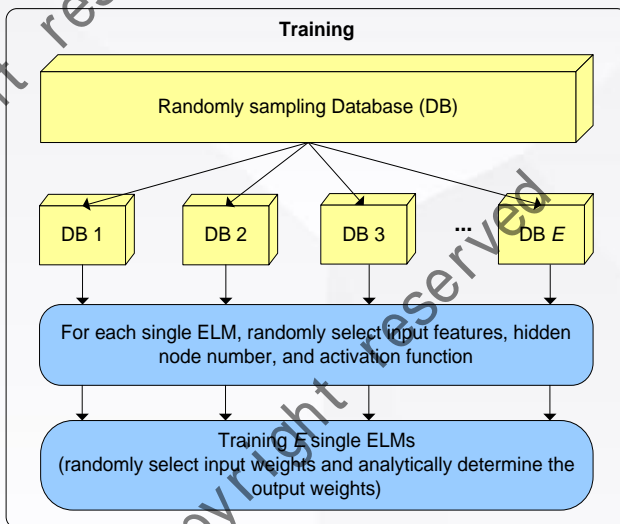 Training
Randomly sampling Database (DB)
DB 1
DB 2
DB 3
...
DB E
For each single ELM, randomly select input features, hidden
node number, and activation function
Training E single ELMs
(randomly select input weights and analytically determine the
output weights)
right reserved